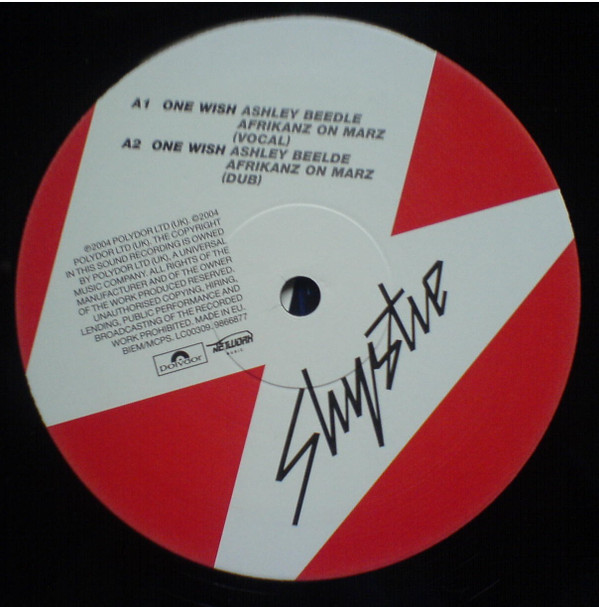 A1 ONE WISH ASHLEY BEEDLE
AFRIKANZ ON MARZ
(VOCAL)
A2 ONE WISH ASHLEY BEELDE
AFRIKANZ ON MARZ
(DUB)
℗2004 POLYDOR LTD (UK). ©2004
POLYDOR LTD (UK). THE COPYRIGHT
IN THIS SOUND RECORDING IS OWNED
BY POLYDOR LTD (UK), A UNIVERSAL
MUSIC COMPANY. ALL RIGHTS OF THE
MANUFACTURER AND OF THE OWNER
OF THE WORK PRODUCED RESERVED.
UNAUTHORISED COPYING, HIRING,
LENDING, PUBLIC PERFORMANCE AND
BROADCASTING OF THE RECORDED
WORK PROHIBITED. MADE IN EU.
BIEM/MCPS. LC00309. 9866877
Polydor
NETWORK
MUSIC
Shystie